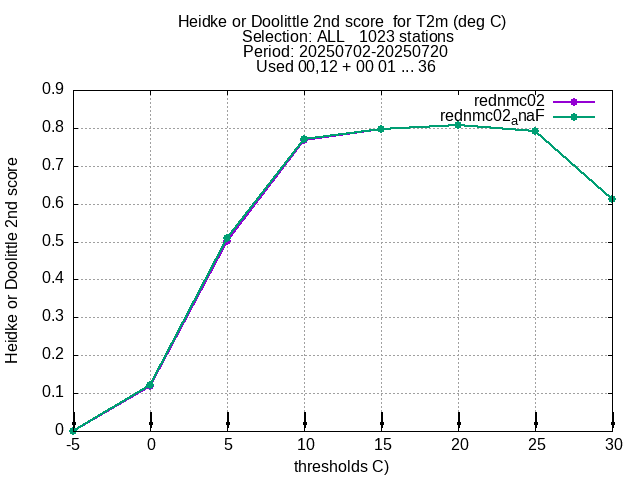 Heidke or Doolittle 2nd score  for T2m (deg C)
Selection: ALL   1023 stations
Period: 20250702-20250720
Used 00,12 + 00 01 ... 36
rednmc02
rednmc02anaF
Heidke or Doolittle 2nd score
0.9
0.8
0.7
0.6
0.5
0.4
0.3
0.2
0.1
0
-5 0 5 10 15 20 25 30
thresholds C)